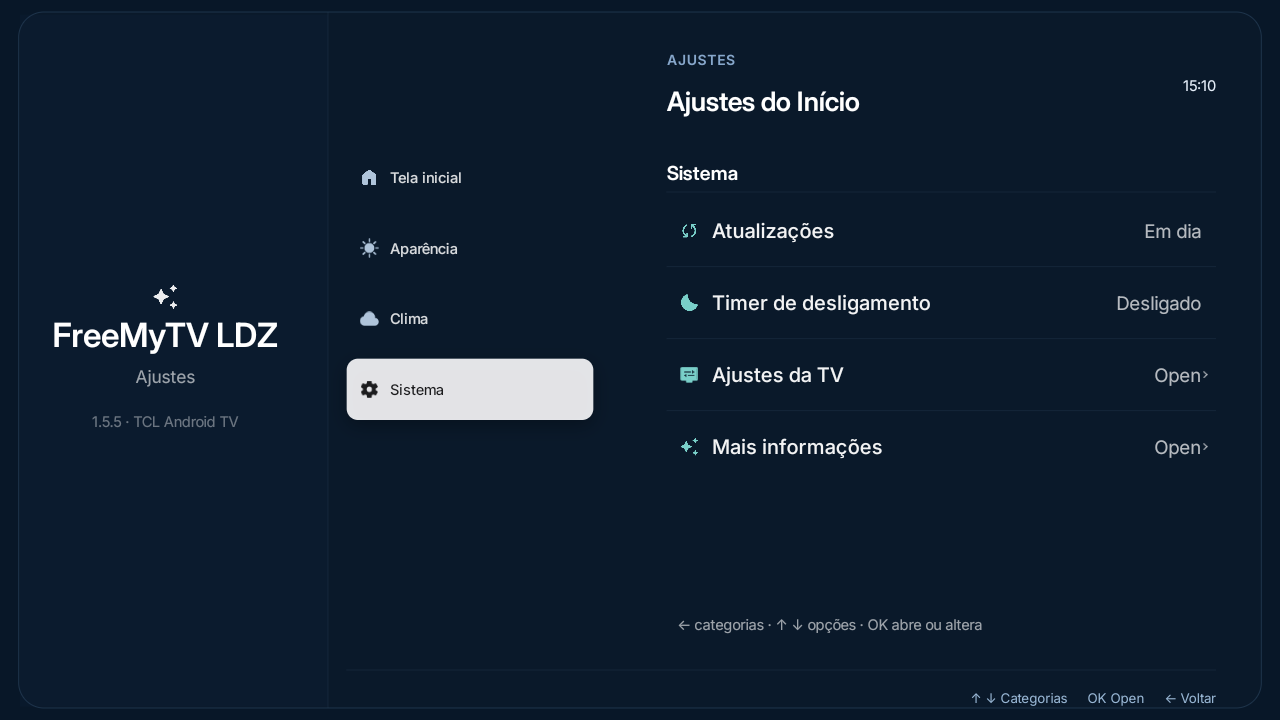 FreeMyTV LDZ
Ajustes
1.5.5 · TCL Android TV
Tela inicial
Aparência
Clima
Sistema
AJUSTES
Ajustes do Início
15:10
Sistema
Atualizações Em dia
Timer de desligamento Desligado
Ajustes da TV Open›
Mais informações Open›
← categorias · ↑ ↓ opções · OK abre ou altera
↑ ↓ Categorias OK Open ← Voltar